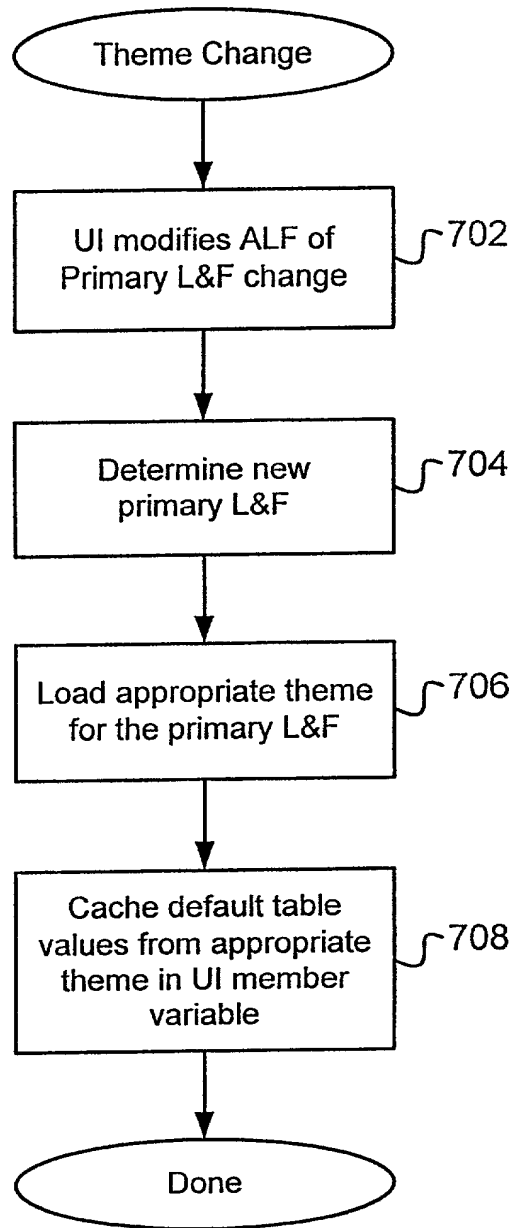 Theme Change
UI modifies ALF of
Primary L&F change
702
Determine new
primary L&F
704
Load appropriate theme
for the primary L&F
706
Cache default table
values from appropriate
theme in UI member
variable
708
Done